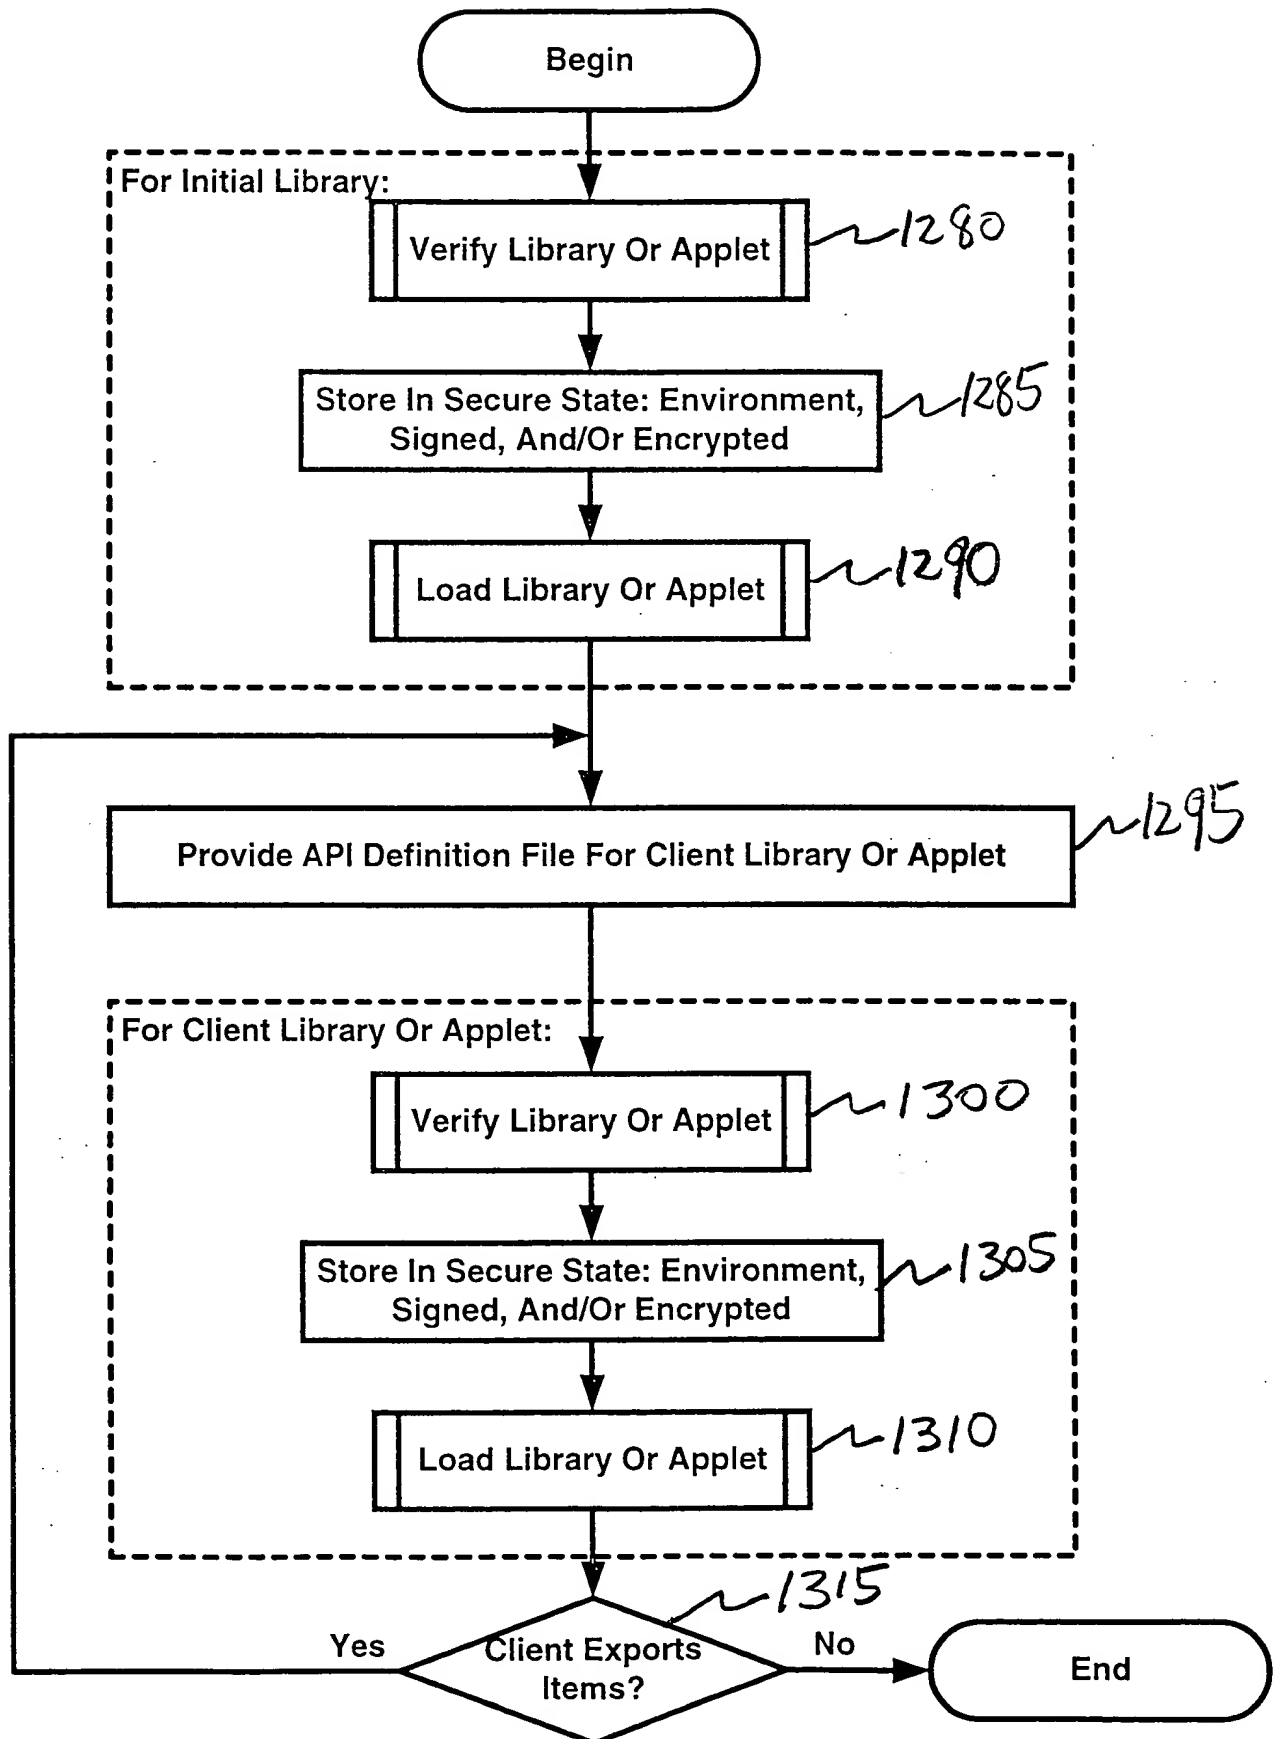 Begin
For Initial Library:
Verify Library Or Applet
1280
Store In Secure State: Environment,
Signed, And/Or Encrypted
1285
Load Library Or Applet
1290
Provide API Definition File For Client Library Or Applet
1295
For Client Library Or Applet:
Verify Library Or Applet
1300
Store In Secure State: Environment,
Signed, And/Or Encrypted
1305
Load Library Or Applet
1310
1315
Yes
Client Exports
Items?
No
End